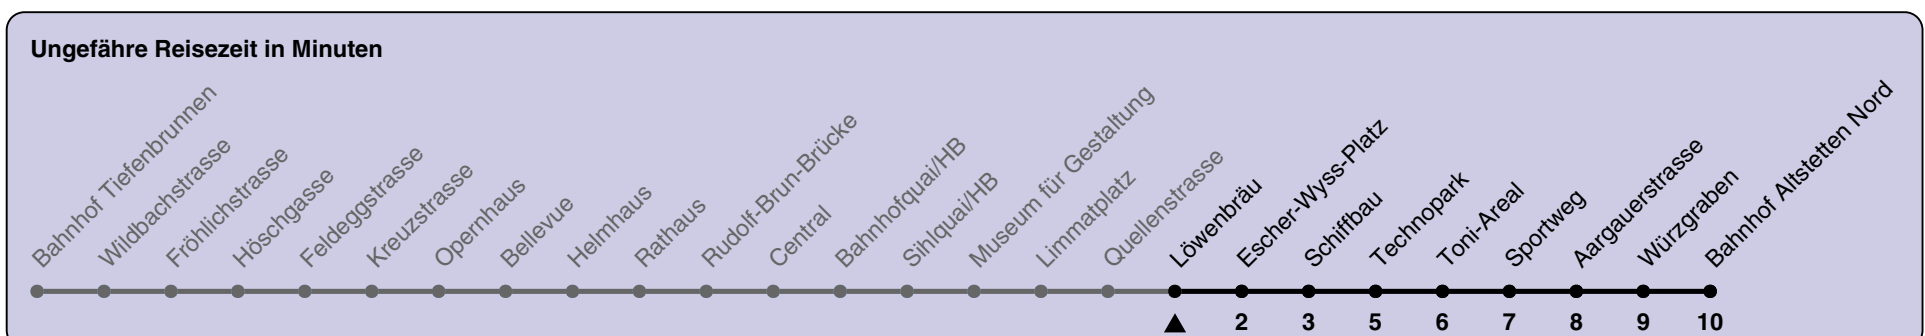 Ungefähre Reisezeit in Minuten
Bahnhof Tiefenbrunnen
Wildbachstrasse
Fröhlichstrasse
Höschgasse
Feldeggstrasse
Kreuzstrasse
Opernhaus
Bellevue
Helmhaus
Rathaus
Rudolf-Brun-Brücke
Central
Bahnhofquai/HB
Sihlquai/HB
Museum für Gestaltung
Limmatplatz
Quellenstrasse
Löwenbräu
Escher-Wyss-Platz
Schiffbau
Technopark
Toni-Areal
Sportweg
Aargauerstrasse
Würzgraben
Bahnhof Altstetten Nord
2 3 5 6 7 8 9 10